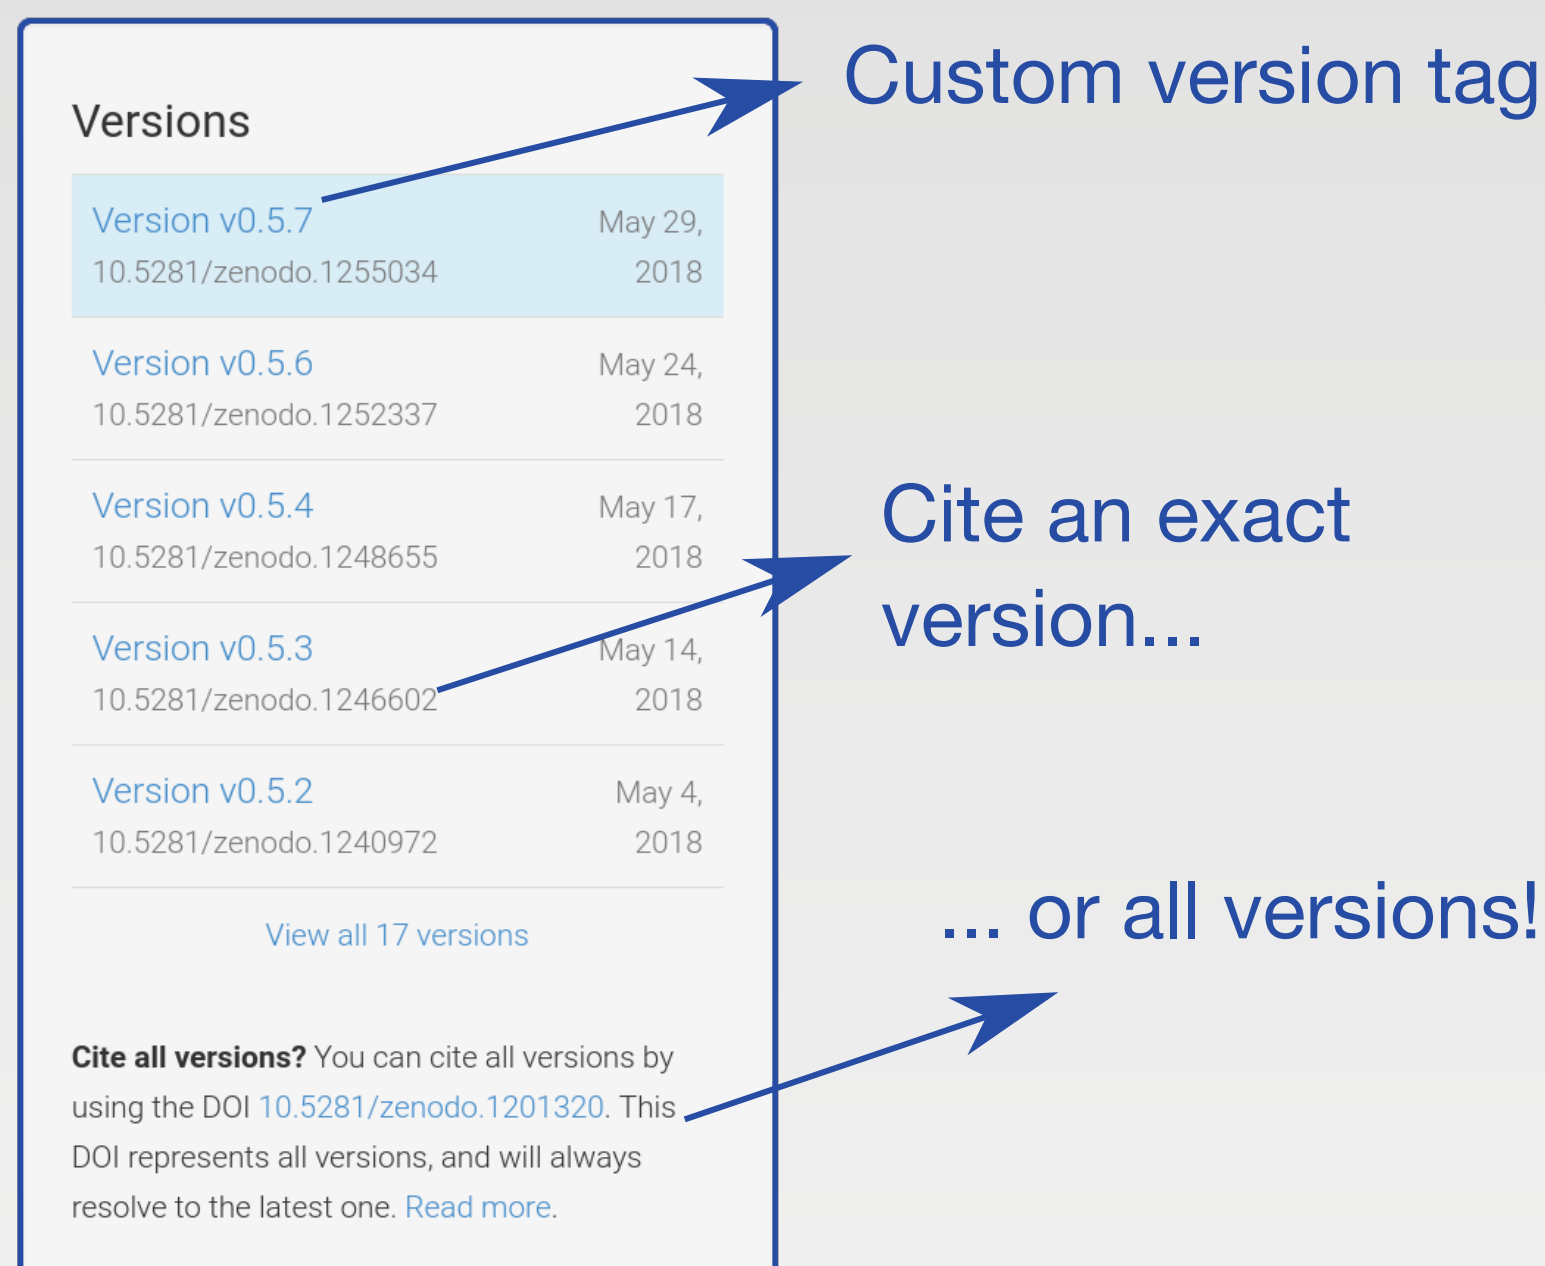 Custom version tag
Versions
Version v0.5.7 May 29,
10.5281/zenodo.1255034 2018
Version v0.5.6 May 24,
10.5281/zenodo.1252337 2018
Version v0.5.4 May 17,
10.5281/zenodo.1248655 2018
Version v0.5.3 May 14,
10.5281/zenodo.1246602 2018
Version v0.5.2 May 4,
10.5281/zenodo.1240972 2018
View all 17 versions
Cite all versions? You can cite all versions by
using the DOI 10.5281/zenodo.1201320. This
DOI represents all versions, and will always
resolve to the latest one. Read more.
Cite an exact
version...
... or all versions!